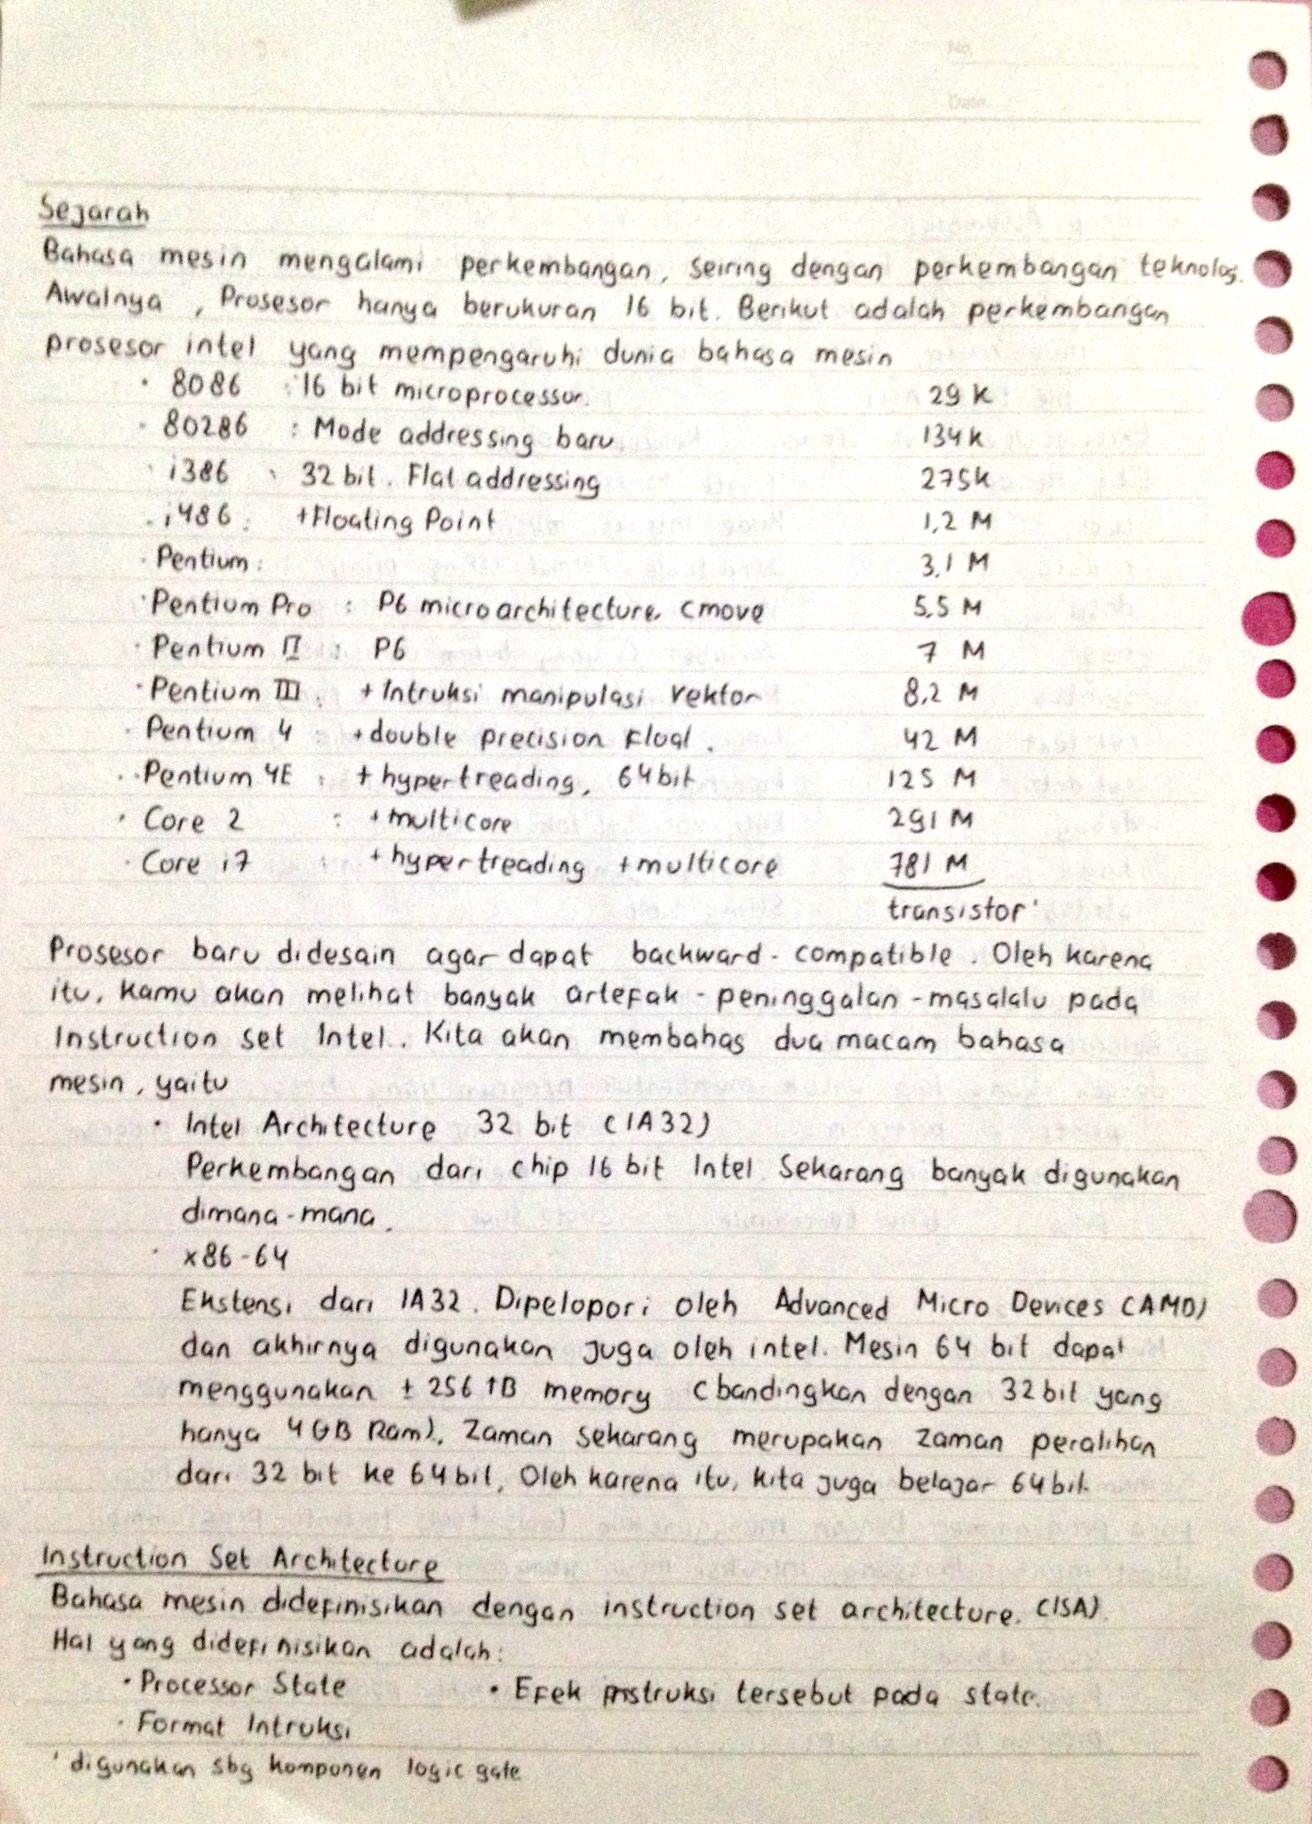 No.
Date
Sejarah
Bahasa mesin mengalami perkembangan, seiring dengan perkembangan teknolog.
Awalnya, Prosesor hanya berukuran 16 bit. Berikut adalah perkembangan
prosesor intel yang mempengaruhi dunia bahasa mesin
• 8086 : 16 bit microprocessor. 29 K
• 80286 : Mode addressing baru. 134 K
• i386 : 32 bit. Flat addressing 275K
• i486 : +Floating Point 1,2 M
• Pentium : 3,1 M
• Pentium Pro : P6 microarchitecture, cmove 5,5 M
• Pentium II : P6 7 M
• Pentium III : + Intruksi manipulasi vektor 8,2 M
• Pentium 4 : +double precision Float. 42 M
• Pentium 4E : + hypertreading, 64 bit 125 M
• Core 2 : +multicore 291 M
• Core i7 : +hypertreading +multicore 781 M
transistor'
Prosesor baru didesain agar dapat backward-compatible. Oleh karena
itu, kamu akan melihat banyak artefak-peninggalan-masalalu pada
Instruction set Intel. Kita akan membahas dua macam bahasa
mesin, yaitu
• Intel Architecture 32 bit (IA32)
Perkembangan dari chip 16 bit Intel Sekarang banyak digunakan
dimana-mana.
• x86-64
Ekstensi dari IA32. Dipelopori oleh Advanced Micro Devices (AMD)
dan akhirnya digunakan juga oleh intel. Mesin 64 bit dapat
menggunakan ± 256 TB memory (bandingkan dengan 32 bit yang
hanya 4 GB Ram). Zaman sekarang merupakan zaman peralihan
dari 32 bit ke 64 bit, Oleh karena itu, kita juga belajar 64 bit.
Instruction Set Architecture
Bahasa mesin didefinisikan dengan instruction set architecture. (ISA).
Hal yang didefinisikan adalah:
• Processor State • Efek instruksi tersebut pada state.
• Format Intruksi
' digunakan sbg komponen logic gate